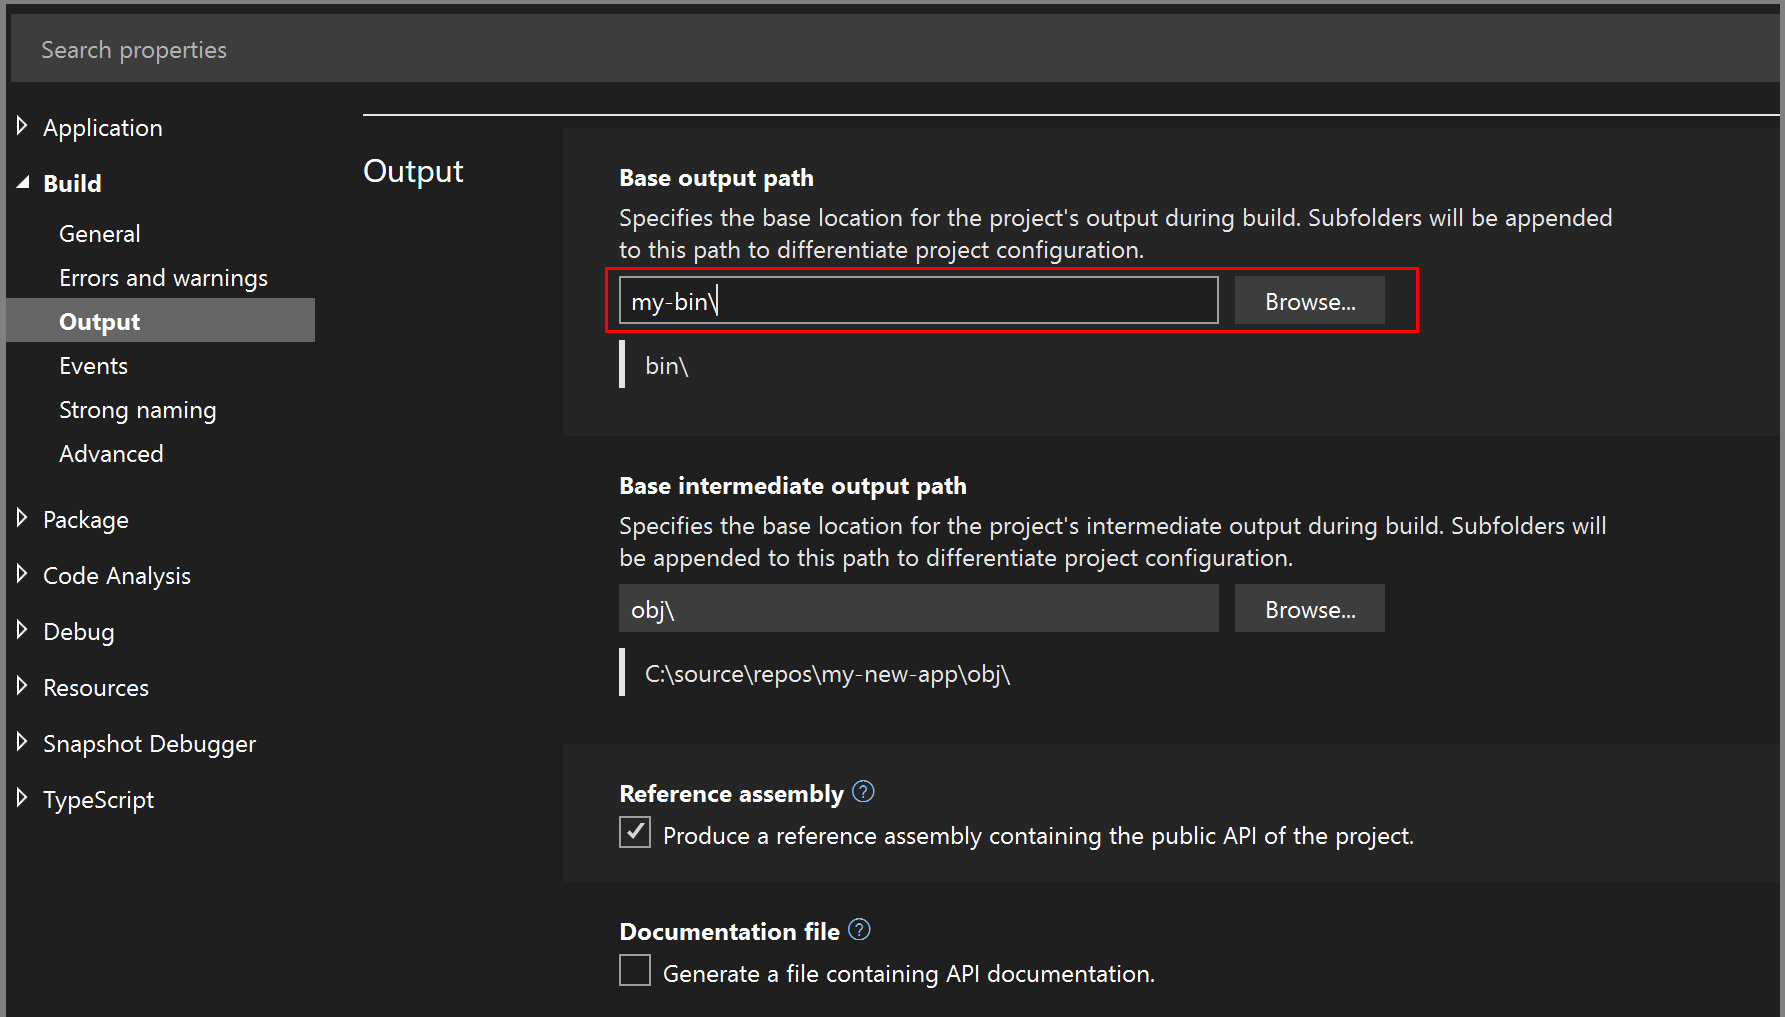 Search properties
Application
Build
General
Errors and warnings
Output
Events
Strong naming
Advanced
Package
Code Analysis
Debug
Resources
Snapshot Debugger
TypeScript
Output
Base output path
Specifies the base location for the project's output during build. Subfolders will be appended
to this path to differentiate project configuration.
my-bin\
Browse...
bin\
Base intermediate output path
Specifies the base location for the project's intermediate output during build. Subfolders will
be appended to this path to differentiate project configuration.
obj\
Browse...
C:\source\repos\my-new-app\obj\
Reference assembly ?
Produce a reference assembly containing the public API of the project.
Documentation file ?
Generate a file containing API documentation.